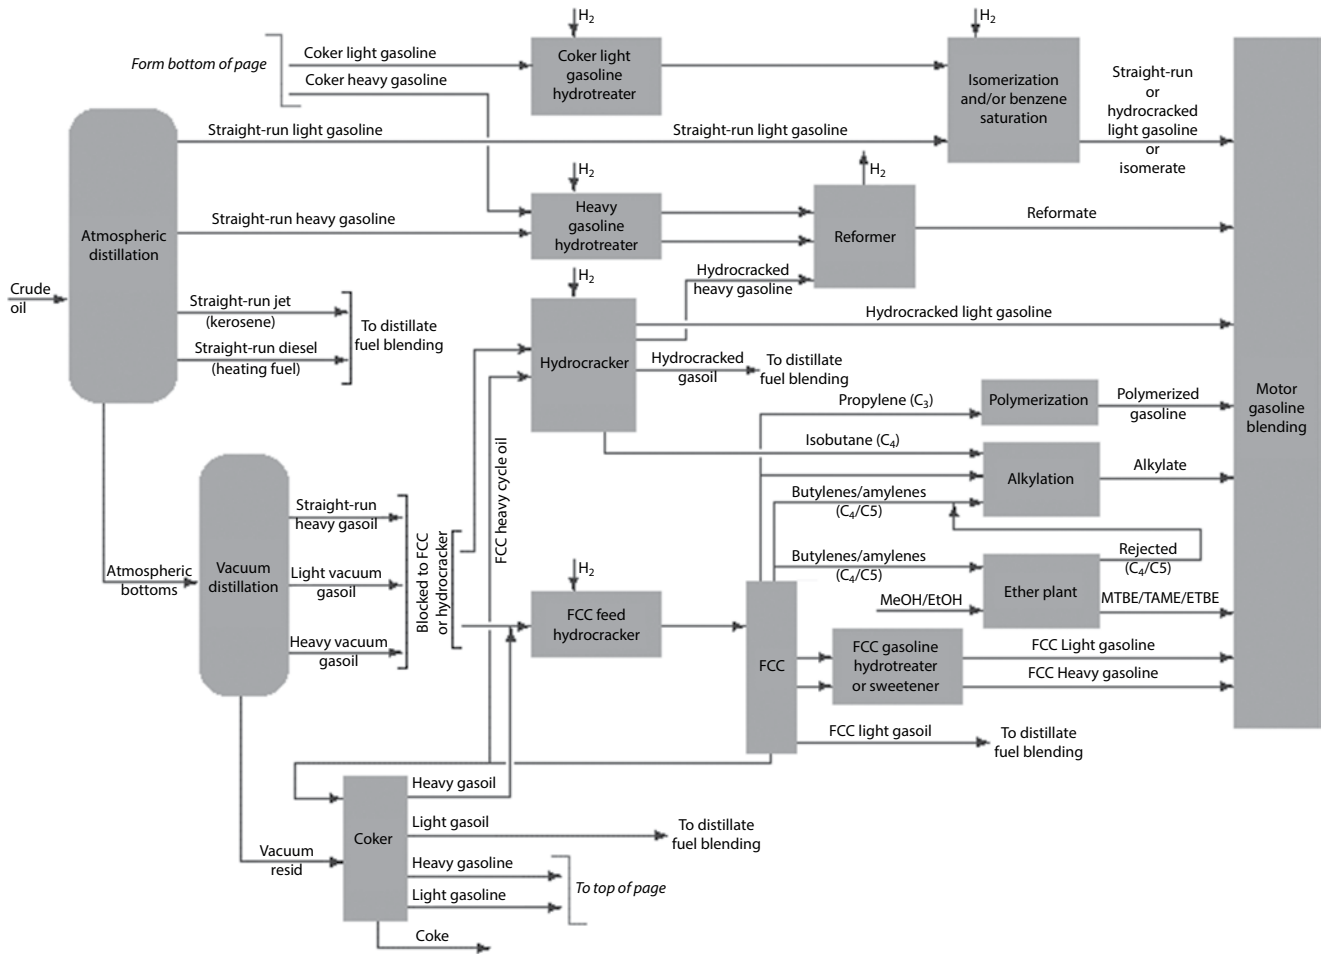 H2
H2
Form bottom of page
Coker light gasoline
Coker heavy gasoline
Coker light
gasoline
hydrotreater
Isomerization
and/or benzene
saturation
Straight-run
or
hydrocracked
light gasoline
or
isomerate
Straight-run light gasoline
Straight-run light gasoline
H2
H2
Straight-run heavy gasoline
Heavy
gasoline
hydrotreater
Reformer
Reformate
Atmospheric
distillation
Crude
oil
H2
Hydrocracked
heavy gasoline
Straight-run jet
(kerosene)
Straight-run diesel
(heating fuel)
To distillate
fuel blending
Hydrocracker
Hydrocracked light gasoline
Hydrocracked
gasoil
To distillate
fuel blending
Motor
gasoline
blending
Propylene (C3)
Polymerization
Polymerized
gasoline
Isobutane (C4)
Alkylation
Alkylate
Butylenes/amylenes
(C4/C5)
FCC heavy cycle oil
Straight-run
heavy gasoil
Light vacuum
gasoil
Heavy vacuum
gasoil
Blocked to FCC
or hydrocracker
Vacuum
distillation
Atmospheric
bottoms
H2
FCC feed
hydrocracker
Butylenes/amylenes
(C4/C5)
Rejected
(C4/C5)
Ether plant
MeOH/EtOH
MTBE/TAME/ETBE
FCC
FCC gasoline
hydrotreater
or sweetener
FCC Light gasoline
FCC Heavy gasoline
FCC light gasoil
To distillate
fuel blending
Heavy gasoil
Coker
Light gasoil
To distillate
fuel blending
Vacuum
resid
Heavy gasoline
Light gasoline
To top of page
Coke